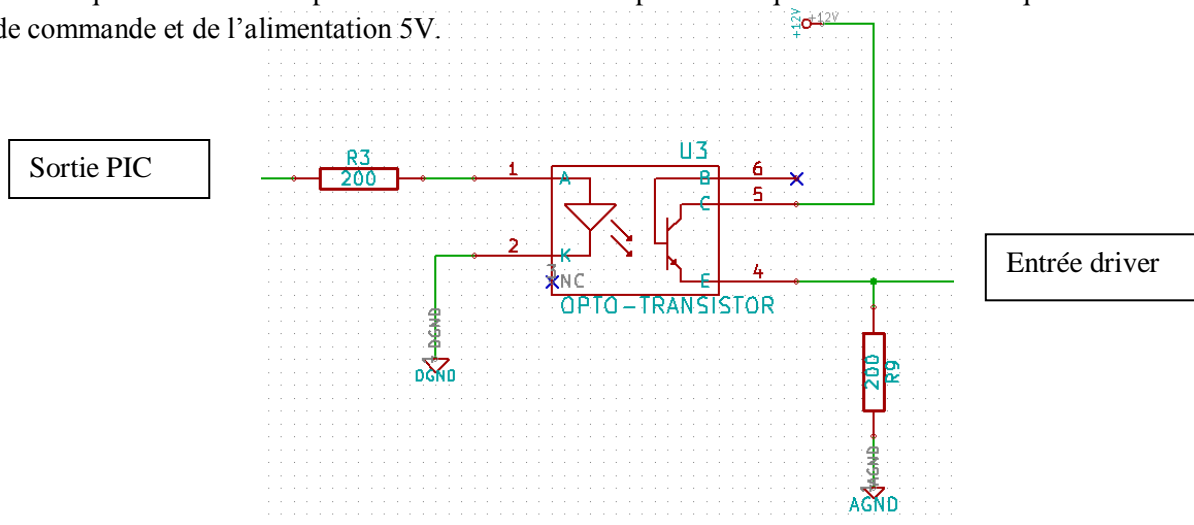 de commande et de l’alimentation 5V.
+12V
+12V
Sortie PIC
R3
200
U3
1
A
B
6
C
5
2
K
NC
E
4
OPTO-TRANSISTOR
Entrée driver
DGND
DGND
200
R9
AGND
AGND